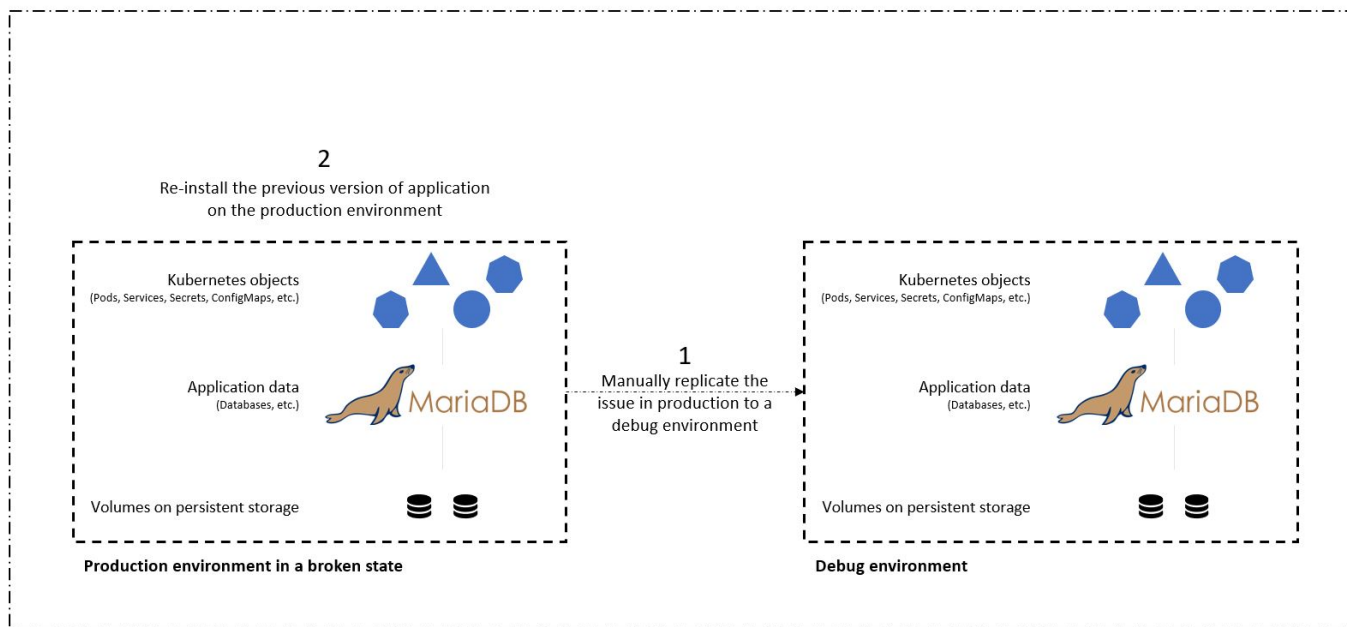 2
Re-install the previous version of application
on the production environment
Kubernetes objects
(Pods, Services, Secrets, ConfigMaps, etc.)
Application data
(Databases, etc.)
MariaDB
Volumes on persistent storage
Production environment in a broken state
1
Manually replicate the
issue in production to a
debug environment
Kubernetes objects
(Pods, Services, Secrets, ConfigMaps, etc.)
Application data
(Databases, etc.)
MariaDB
Volumes on persistent storage
Debug environment